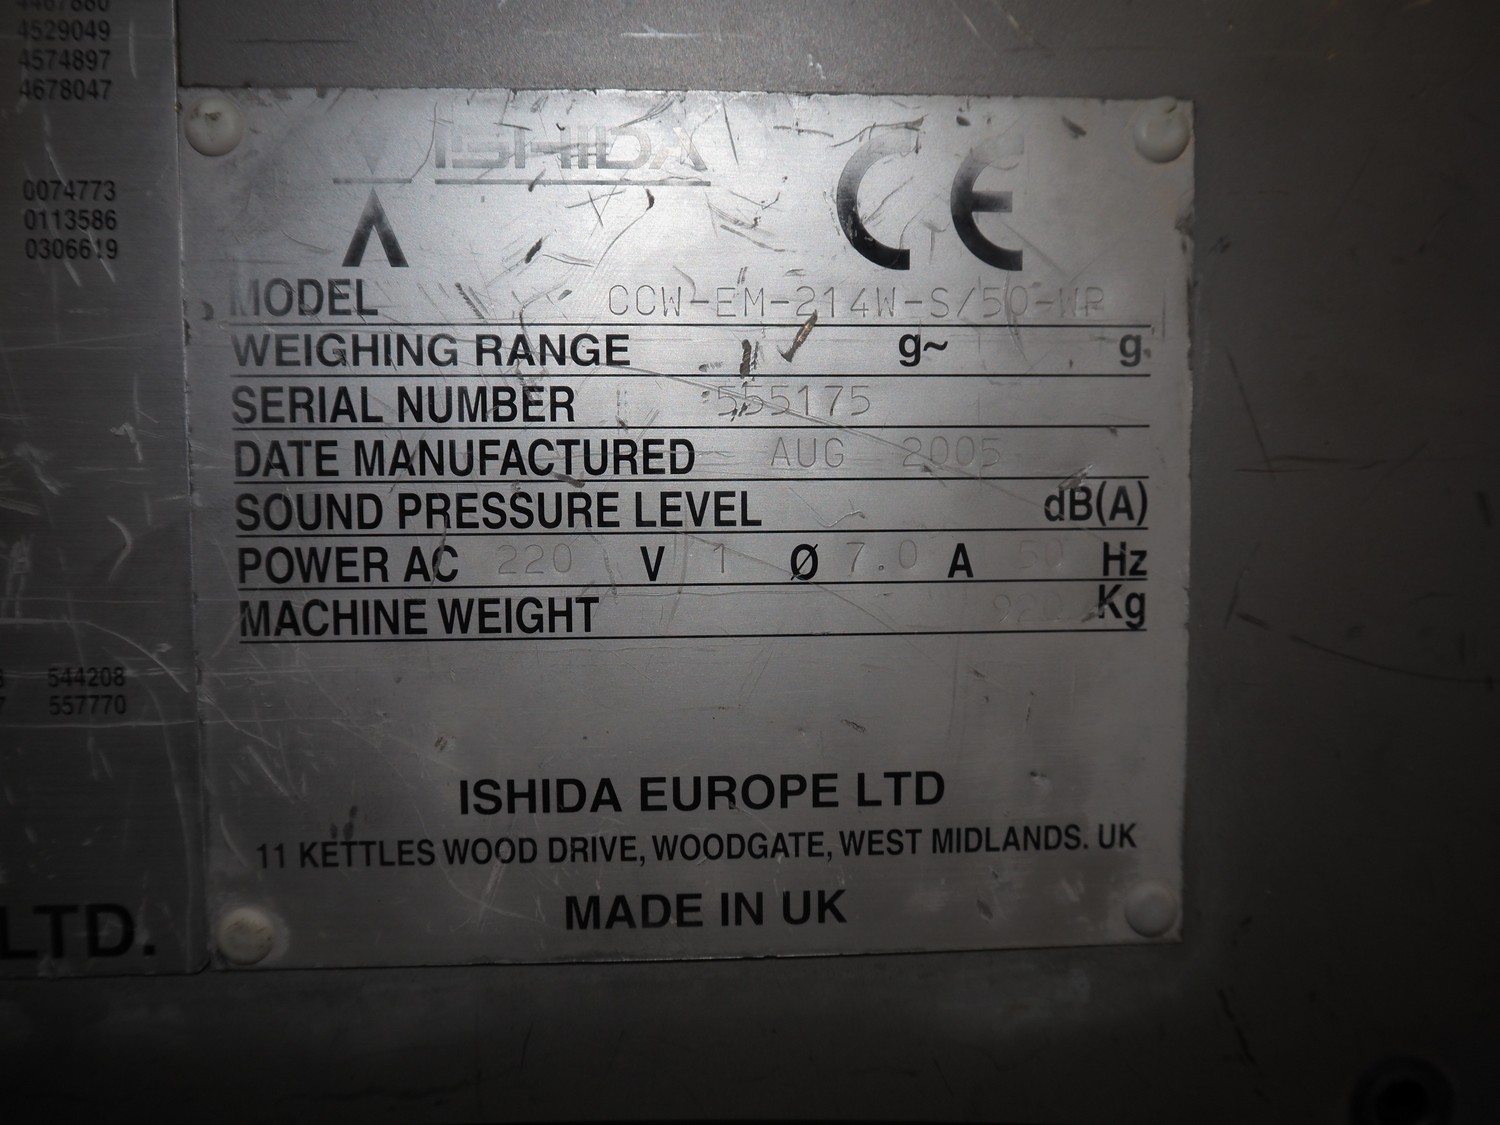 4467880
4529049
4574897
4678047
0074773
0113586
0306619
544208
557770
LTD.
ISHIDA
CE
MODEL CCW-EM-214W-S/50-WP
WEIGHING RANGE g~ g
SERIAL NUMBER 555175
DATE MANUFACTURED AUG 2005
SOUND PRESSURE LEVEL dB(A)
POWER AC 220 V 1 Ø 7.0 A 50 Hz
MACHINE WEIGHT Kg
ISHIDA EUROPE LTD
11 KETTLES WOOD DRIVE, WOODGATE, WEST MIDLANDS. UK
MADE IN UK